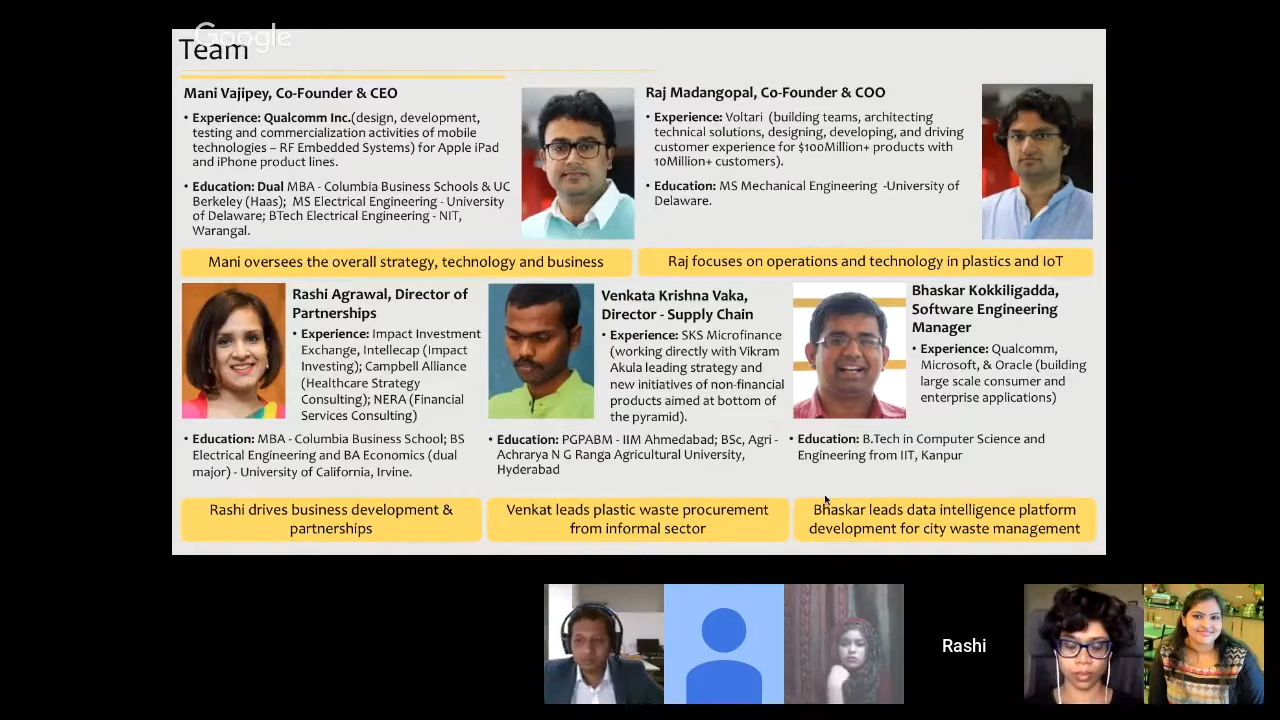 Google
Team
Mani Vajipey, Co-Founder & CEO
• Experience: Qualcomm Inc.(design, development,
testing and commercialization activities of mobile
technologies – RF Embedded Systems) for Apple iPad
and iPhone product lines.
• Education: Dual MBA - Columbia Business Schools & UC
Berkeley (Haas); MS Electrical Engineering - University
of Delaware; BTech Electrical Engineering - NIT,
Warangal.
Mani oversees the overall strategy, technology and business
Raj Madangopal, Co-Founder & COO
• Experience: Voltari (building teams, architecting
technical solutions, designing, developing, and driving
customer experience for $100Million+ products with
10Million+ customers).
• Education: MS Mechanical Engineering -University of
Delaware.
Raj focuses on operations and technology in plastics and IoT
Rashi Agrawal, Director of
Partnerships
• Experience: Impact Investment
Exchange, Intellecap (Impact
Investing); Campbell Alliance
(Healthcare Strategy
Consulting); NERA (Financial
Services Consulting)
• Education: MBA - Columbia Business School; BS
Electrical Engineering and BA Economics (dual
major) - University of California, Irvine.
Rashi drives business development &
partnerships
Venkata Krishna Vaka,
Director - Supply Chain
• Experience: SKS Microfinance
(working directly with Vikram
Akula leading strategy and
new initiatives of non-financial
products aimed at bottom of
the pyramid).
• Education: PGPABM - IIM Ahmedabad; BSc, Agri -
Achrarya N G Ranga Agricultural University,
Hyderabad
Venkat leads plastic waste procurement
from informal sector
Bhaskar Kokkiligadda,
Software Engineering
Manager
• Experience: Qualcomm,
Microsoft, & Oracle (building
large scale consumer and
enterprise applications)
• Education: B.Tech in Computer Science and
Engineering from IIT, Kanpur
Bhaskar leads data intelligence platform
development for city waste management
Rashi